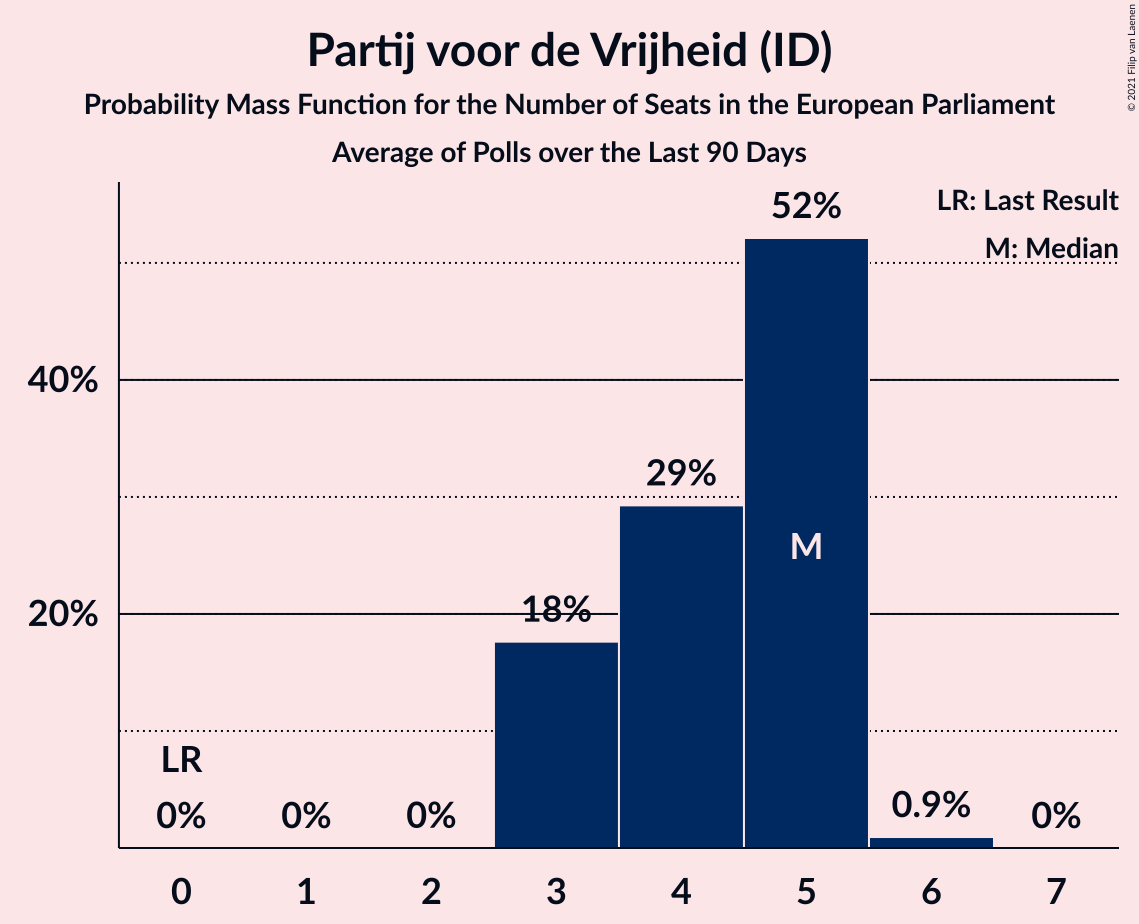 Partij voor de Vrijheid (ID)
Probability Mass Function for the Number of Seats in the European Parliament
Average of Polls over the Last 90 Days
© 2021 Filip van Laenen
LR: Last Result
M: Median
52%
40%
29%
M
20%
18%
LR
0%
0%
0%
0.9%
0%
0 1 2 3 4 5 6 7